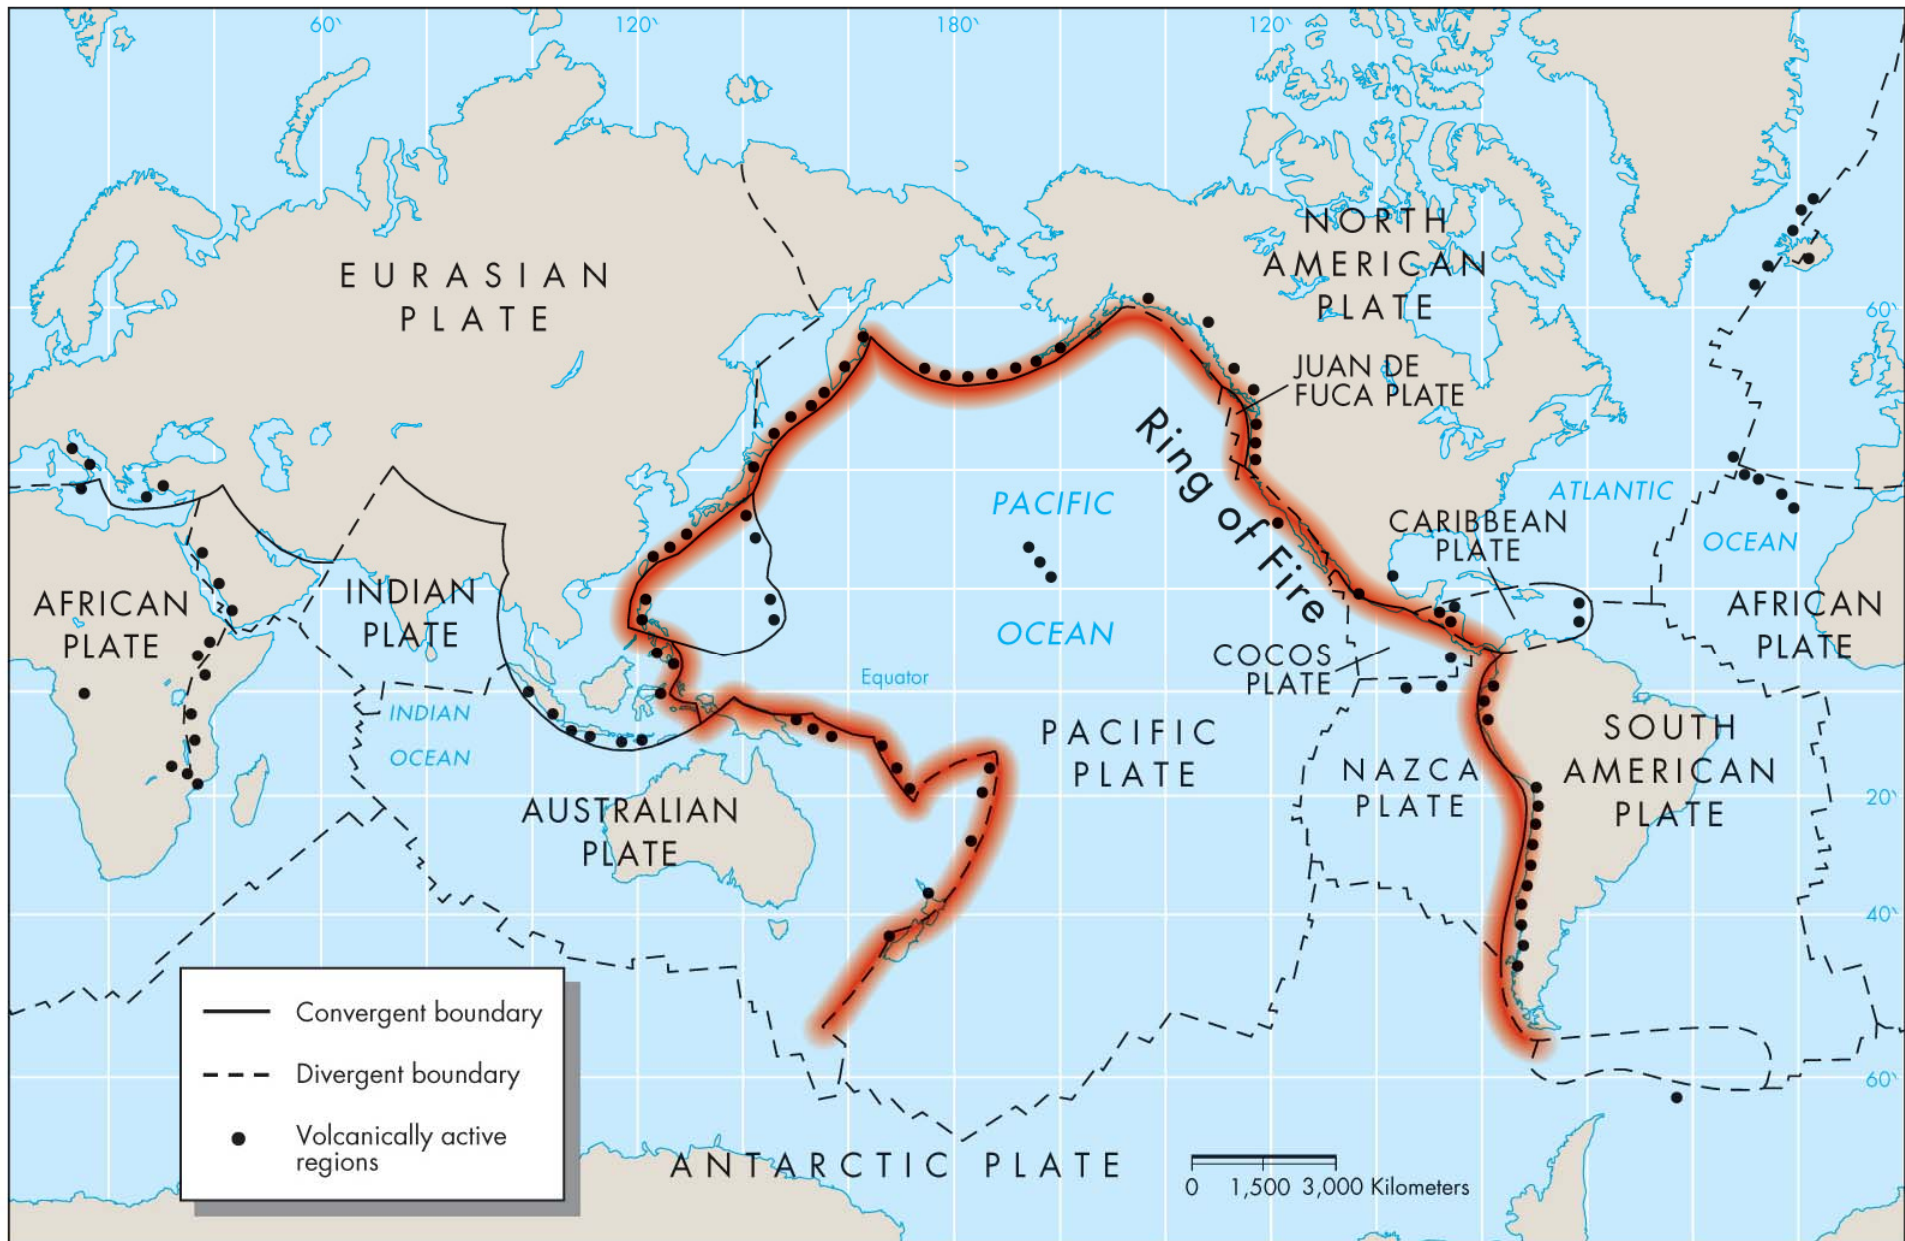 60`
120`
180`
120`
NORTH
AMERICAN
PLATE
EURASIAN
PLATE
60`
JUAN DE
FUCA PLATE
Ring of Fire
PACIFIC
OCEAN
ATLANTIC
OCEAN
CARIBBEAN
PLATE
AFRICAN
PLATE
INDIAN
PLATE
AFRICAN
PLATE
COCOS
PLATE
Equator
INDIAN
OCEAN
PACIFIC
PLATE
SOUTH
AMERICAN
PLATE
NAZCA
PLATE
AUSTRALIAN
PLATE
20`
40`
60`
Convergent boundary
Divergent boundary
Volcanically active
regions
ANTARCTIC PLATE
0 1,500 3,000 Kilometers